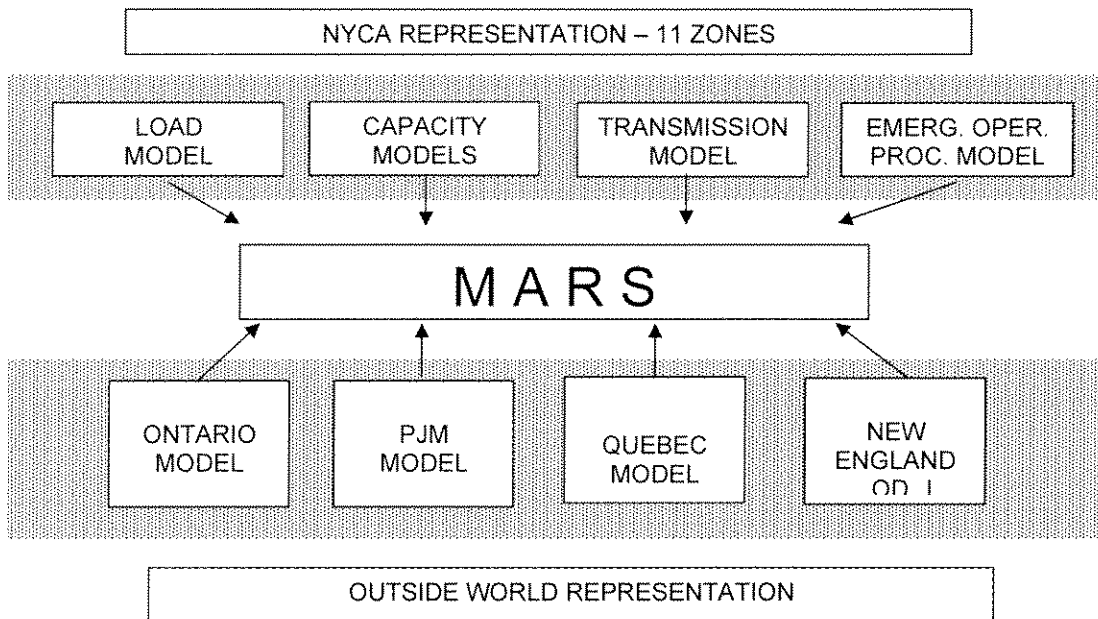 NYCA REPRESENTATION – 11 ZONES
LOAD
MODEL
CAPACITY
MODELS
TRANSMISSION
MODEL
EMERG. OPER.
PROC. MODEL
M A R S
ONTARIO
MODEL
PJM
MODEL
QUEBEC
MODEL
NEW
ENGLAND
OUTSIDE WORLD REPRESENTATION